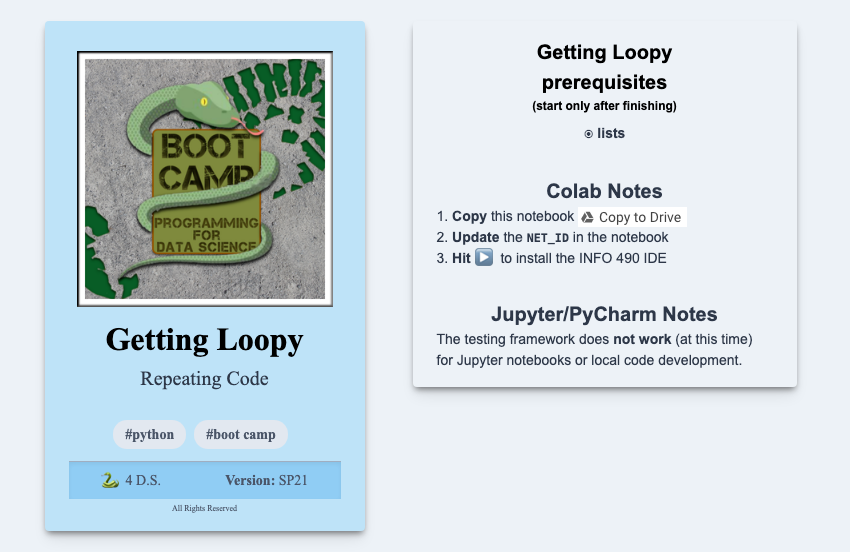 BOOT
CAMP
PROGRAMMING
FOR
DATA SCIENCE
Getting Loopy
Repeating Code
#python #boot camp
4 D.S. Version: SP21
All Rights Reserved
Getting Loopy
prerequisites
(start only after finishing)
lists
Colab Notes
1. Copy this notebook Copy to Drive
2. Update the NET_ID in the notebook
3. Hit to install the INFO 490 IDE
Jupyter/PyCharm Notes
The testing framework does not work (at this time)
for Jupyter notebooks or local code development.